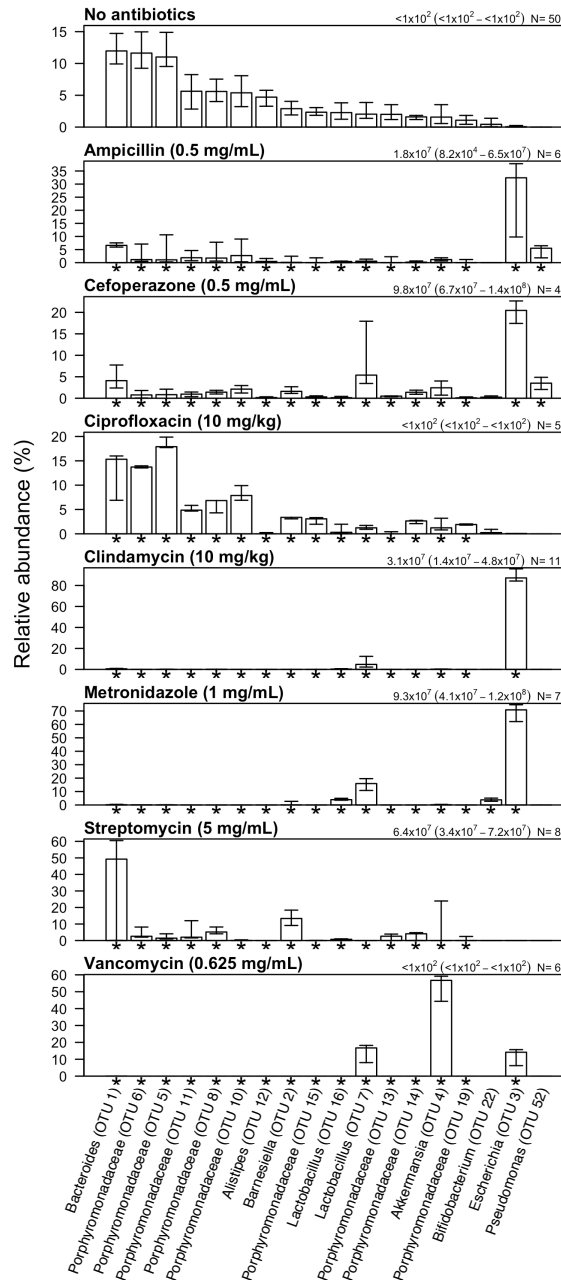 No antibiotics
<1x10² (<1x10² – <1x10²) N= 50
15
10
5
0
Ampicillin (0.5 mg/mL)
1.8x10⁷ (8.2x10⁴ – 6.5x10⁷) N= 6
35
30
25
20
15
10
5
0
* * * * * * * * * * * * * * * * *
Cefoperazone (0.5 mg/mL)
9.8x10⁷ (6.7x10⁷ – 1.4x10⁸) N= 4
20
15
10
5
0
* * * * * * * * * * * * * * * * *
Ciprofloxacin (10 mg/kg)
<1x10² (<1x10² – <1x10²) N= 5
20
15
10
5
0
* * * * * * * * * * * * * * *
Clindamycin (10 mg/kg)
3.1x10⁷ (1.4x10⁷ – 4.8x10⁷) N= 11
80
60
40
20
0
* * * * * * * * * * * * * * * *
Metronidazole (1 mg/mL)
9.3x10⁷ (4.1x10⁷ – 1.2x10⁸) N= 7
70
60
50
40
30
20
10
0
* * * * * * * * * * * * * * * * *
Streptomycin (5 mg/mL)
6.4x10⁷ (3.4x10⁷ – 7.2x10⁷) N= 8
60
50
40
30
20
10
0
* * * * * * * * * * * * * * *
Vancomycin (0.625 mg/mL)
<1x10² (<1x10² – <1x10²) N= 6
60
50
40
30
20
10
0
* * * * * * * * * * * * * * * *
Relative abundance (%)
Bacteroides (OTU 1)
Porphyromonadaceae (OTU 6)
Porphyromonadaceae (OTU 5)
Porphyromonadaceae (OTU 11)
Porphyromonadaceae (OTU 8)
Porphyromonadaceae (OTU 10)
Alistipes (OTU 12)
Barnesiella (OTU 2)
Porphyromonadaceae (OTU 15)
Lactobacillus (OTU 16)
Lactobacillus (OTU 7)
Porphyromonadaceae (OTU 13)
Porphyromonadaceae (OTU 14)
Akkermansia (OTU 4)
Porphyromonadaceae (OTU 19)
Bifidobacterium (OTU 22)
Escherichia (OTU 3)
Pseudomonas (OTU 52)